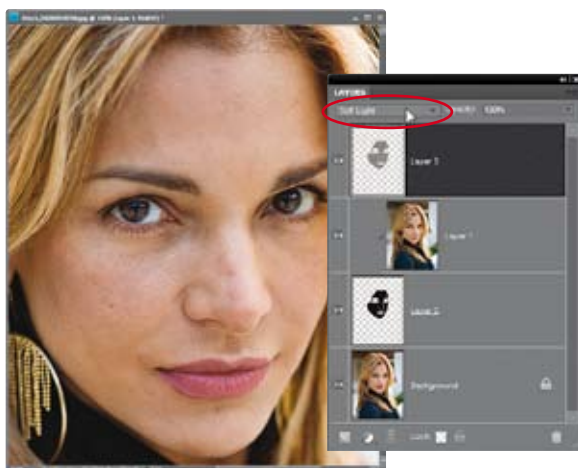 LAYERS
Soft Light Opacity: 100%
Layer 3
Layer 1
Layer 2
Background
Lock: